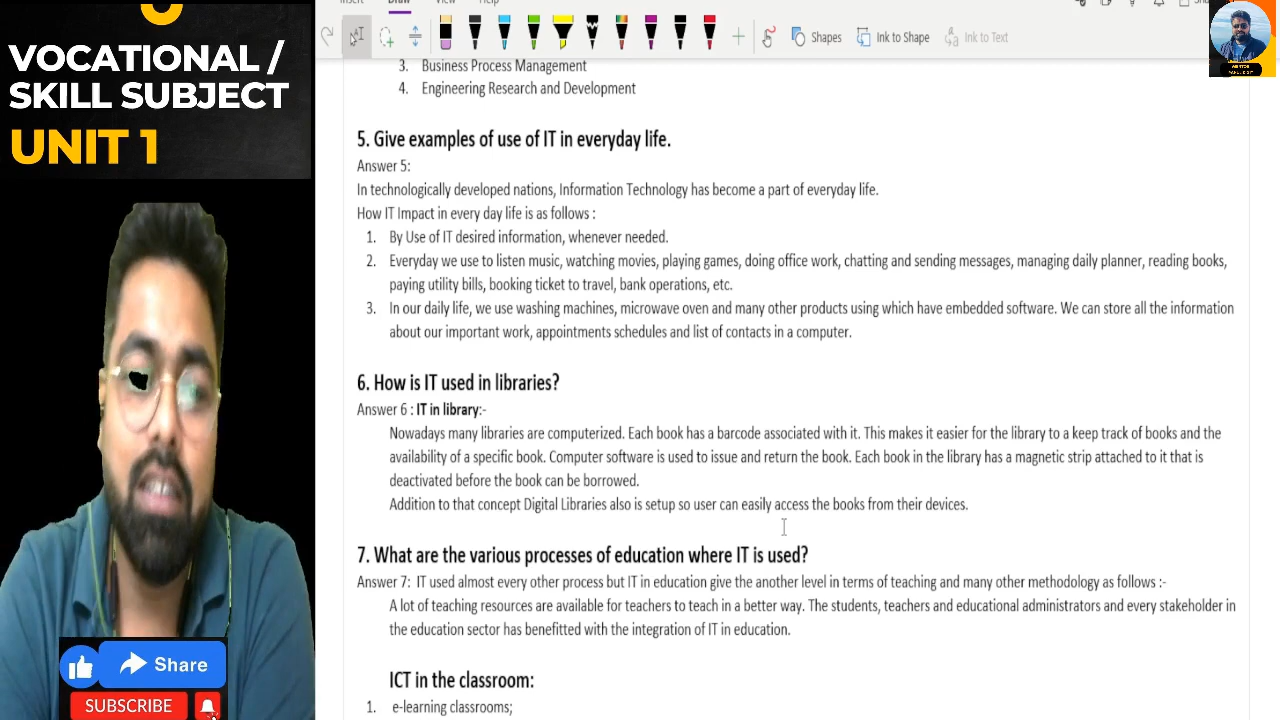 VOCATIONAL /
SKILL SUBJECT
UNIT 1
Draw
View
Help
Shapes
Ink to Shape
Ink to Text
3. Business Process Management
4. Engineering Research and Development
5. Give examples of use of IT in everyday life.
Answer 5:
In technologically developed nations, Information Technology has become a part of everyday life.
How IT Impact in every day life is as follows :
1. By Use of IT desired information, whenever needed.
2. Everyday we use to listen music, watching movies, playing games, doing office work, chatting and sending messages, managing daily planner, reading books,
paying utility bills, booking ticket to travel, bank operations, etc.
3. In our daily life, we use washing machines, microwave oven and many other products using which have embedded software. We can store all the information
about our important work, appointments schedules and list of contacts in a computer.
6. How is IT used in libraries?
Answer 6 : IT in library:-
Nowadays many libraries are computerized. Each book has a barcode associated with it. This makes it easier for the library to a keep track of books and the
availability of a specific book. Computer software is used to issue and return the book. Each book in the library has a magnetic strip attached to it that is
deactivated before the book can be borrowed.
Addition to that concept Digital Libraries also is setup so user can easily access the books from their devices.
7. What are the various processes of education where IT is used?
Answer 7: IT used almost every other process but IT in education give the another level in terms of teaching and many other methodology as follows :-
A lot of teaching resources are available for teachers to teach in a better way. The students, teachers and educational administrators and every stakeholder in
the education sector has benefitted with the integration of IT in education.
ICT in the classroom:
1. e-learning classrooms;
Share
SUBSCRIBE